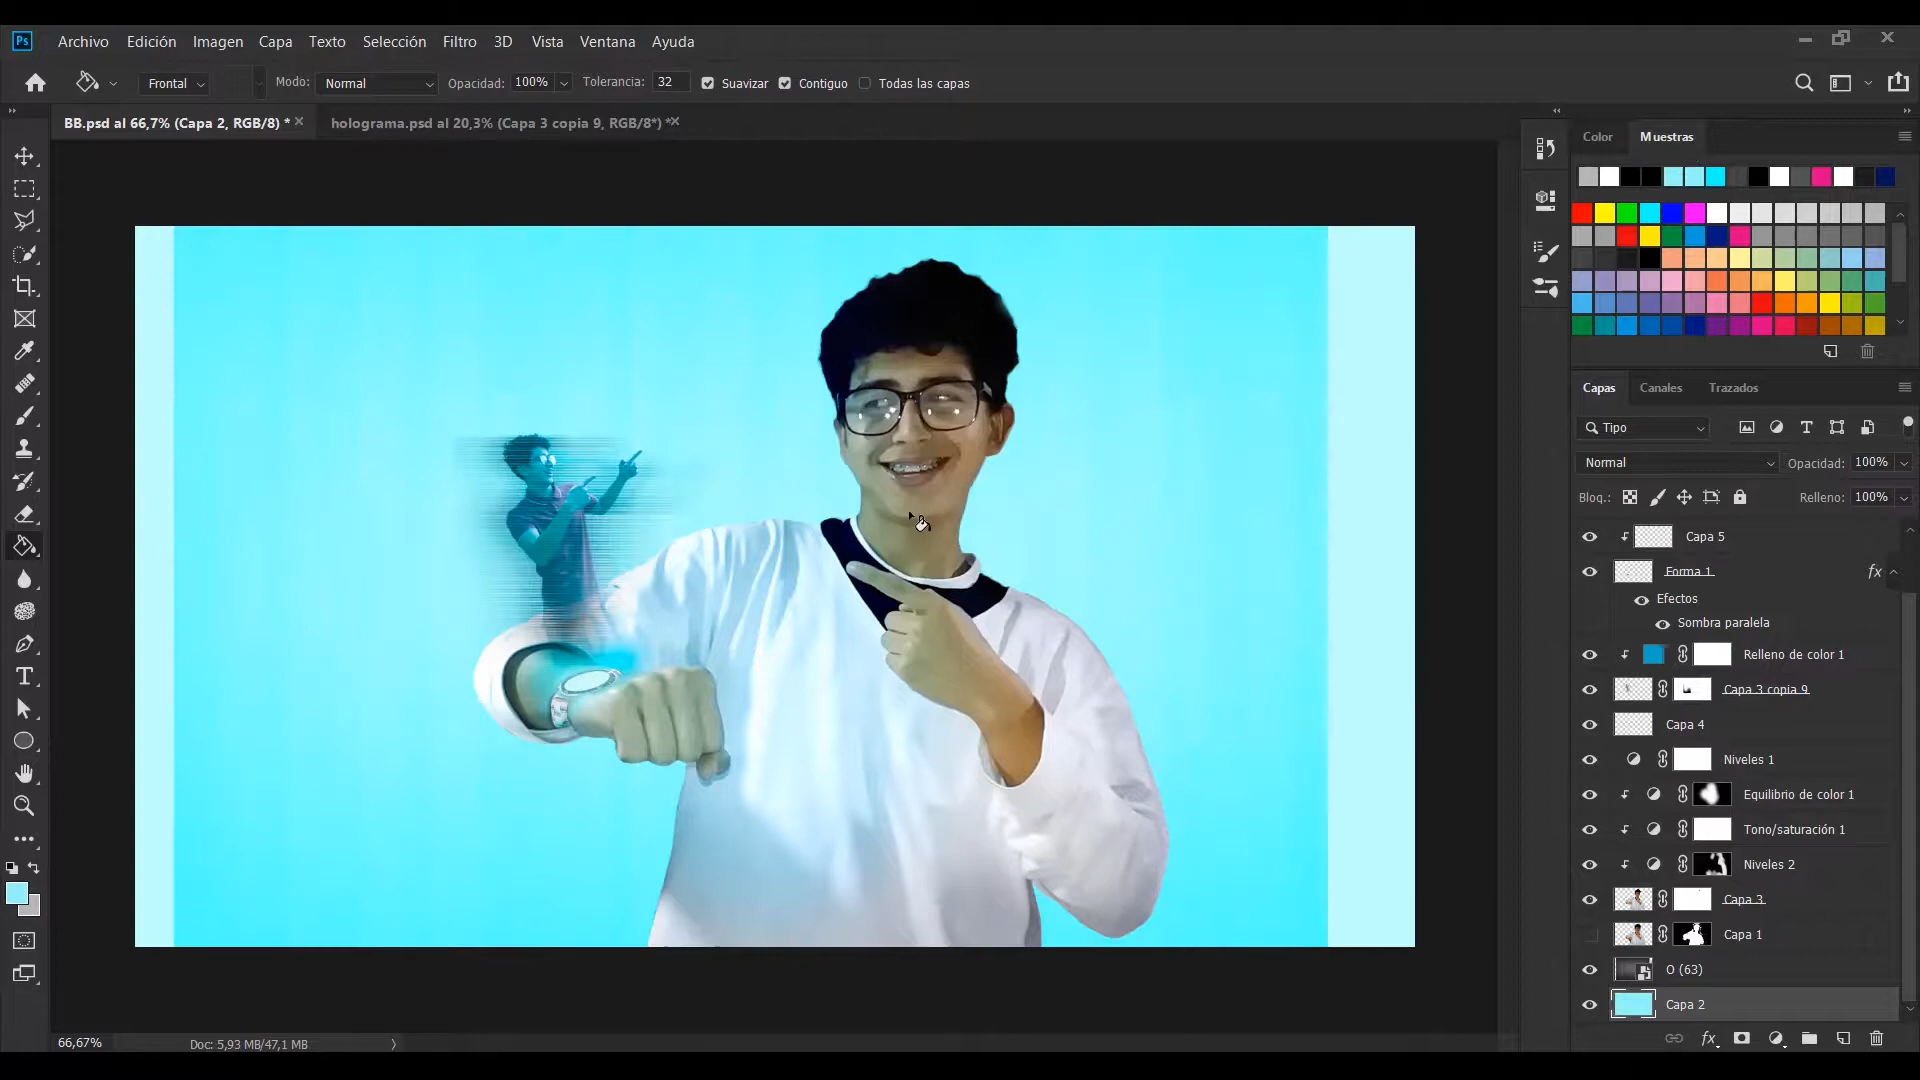 Ps Archivo Edición Imagen Capa Texto Selección Filtro 3D Vista Ventana Ayuda
Frontal Modo: Normal Opacidad: 100% Tolerancia: 32 Suavizar Contiguo Todas las capas
BB.psd al 66,7% (Capa 2, RGB/8) * holograma.psd al 20,3% (Capa 3 copia 9, RGB/8*) *
Color Muestras
Capas Canales Trazados
Tipo
Normal Opacidad: 100%
Bloq.: Relleno: 100%
Capa 5
Forma 1 fx
Efectos
Sombra paralela
Relleno de color 1
Capa 3 copia 9
Capa 4
Niveles 1
Equilibrio de color 1
Tono/saturación 1
Niveles 2
Capa 3
Capa 1
O (63)
Capa 2
fx
66,67% Doc: 5,93 MB/47,1 MB